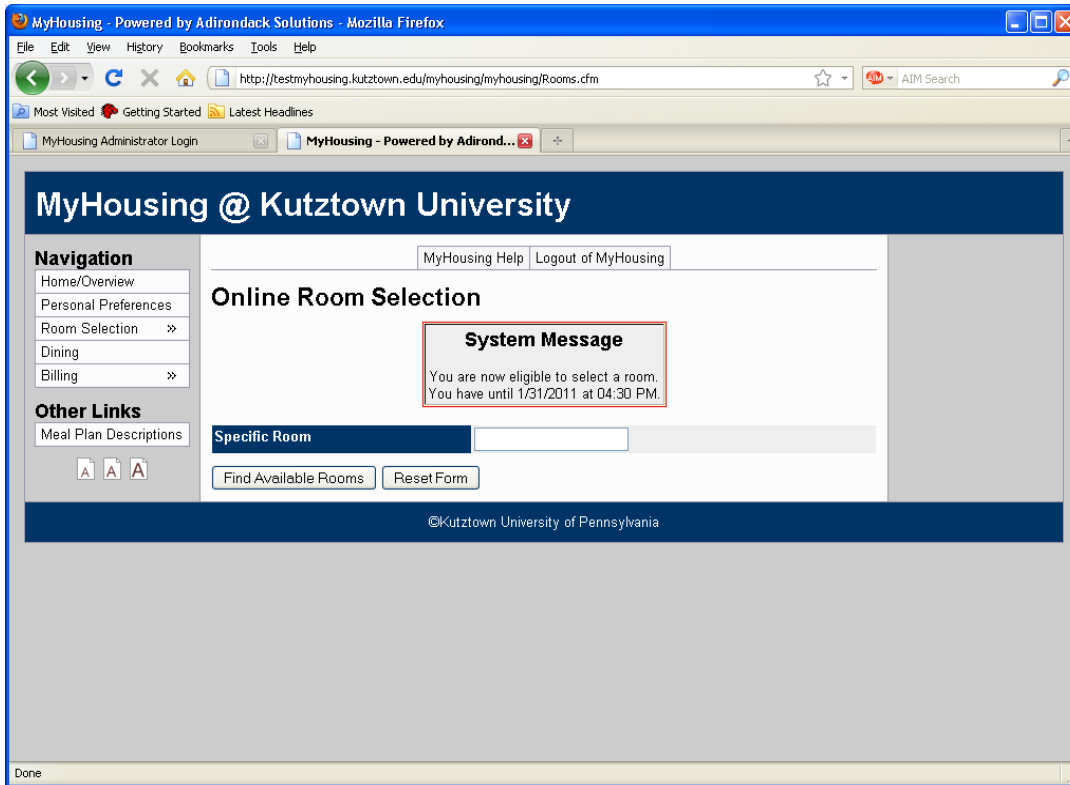 MyHousing - Powered by Adirondack Solutions - Mozilla Firefox
File Edit View History Bookmarks Tools Help
http://testmyhousing.kutztown.edu/myhousing/myhousing/Rooms.cfm AIM Search
Most Visited Getting Started Latest Headlines
MyHousing Administrator Login MyHousing - Powered by Adirond...
MyHousing @ Kutztown University
Navigation
Home/Overview
Personal Preferences
Room Selection »
Dining
Billing »
Other Links
Meal Plan Descriptions
A A A
MyHousing Help Logout of MyHousing
Online Room Selection
System Message
You are now eligible to select a room.
You have until 1/31/2011 at 04:30 PM.
Specific Room
Find Available Rooms Reset Form
©Kutztown University of Pennsylvania
Done